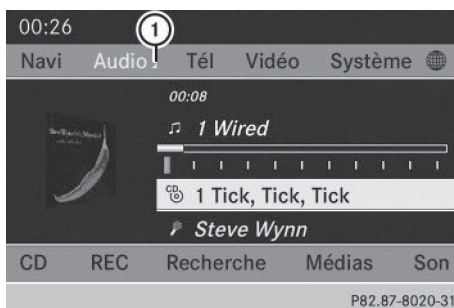 00:26 1
Navi Audio Tél Vidéo Système
00:08
1 Wired
CD 1 Tick, Tick, Tick
Steve Wynn
CD REC Recherche Médias Son
P82.87-8020-31